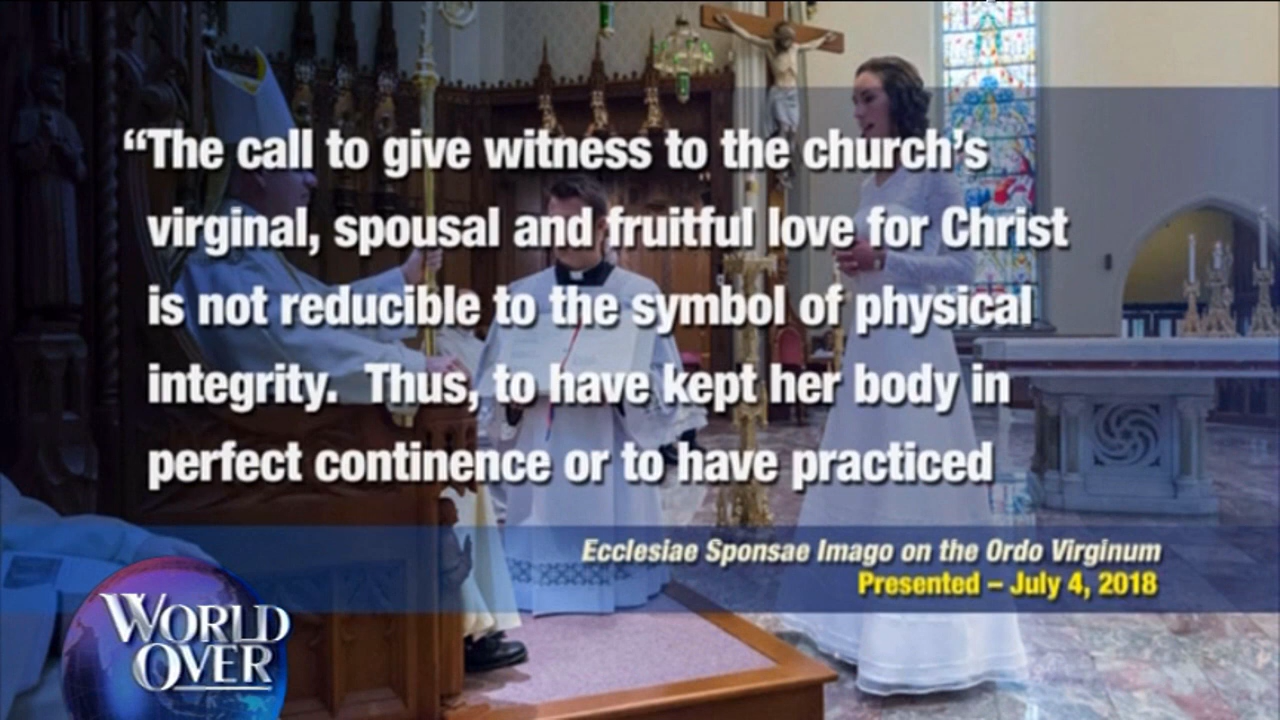 “The call to give witness to the church’s
virginal, spousal and fruitful love for Christ
is not reducible to the symbol of physical
integrity.  Thus, to have kept her body in
perfect continence or to have practiced
Ecclesiae Sponsae Imago on the Ordo Virginum
Presented – July 4, 2018
WORLD
OVER